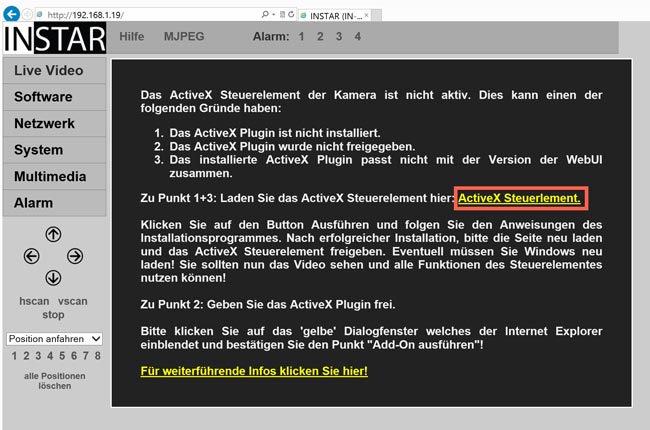 http://192.168.1.19/
INSTAR (IN-...
INSTAR
Hilfe MJPEG Alarm: 1 2 3 4
Live Video
Software
Netzwerk
System
Multimedia
Alarm
hscan vscan
stop
Position anfahren
1 2 3 4 5 6 7 8
alle Positionen
löschen
Das ActiveX Steuerelement der Kamera ist nicht aktiv. Dies kann einen der
folgenden Gründe haben:
1. Das ActiveX Plugin ist nicht installiert.
2. Das ActiveX Plugin wurde nicht freigegeben.
3. Das installierte ActiveX Plugin passt nicht mit der Version der WebUI
zusammen.
Zu Punkt 1+3: Laden Sie das ActiveX Steuerelement hier: ActiveX Steuerlement.
Klicken Sie auf den Button Ausführen und folgen Sie den Anweisungen des
Installationsprogrammes. Nach erfolgreicher Installation, bitte die Seite neu laden
und das ActiveX Steuerelement freigeben. Eventuell müssen Sie Windows neu
laden! Sie sollten nun das Video sehen und alle Funktionen des Steuerelementes
nutzen können!
Zu Punkt 2: Geben Sie das ActiveX Plugin frei.
Bitte klicken Sie auf das 'gelbe' Dialogfenster welches der Internet Explorer
einblendet und bestätigen Sie den Punkt "Add-On ausführen"!
Für weiterführende Infos klicken Sie hier!